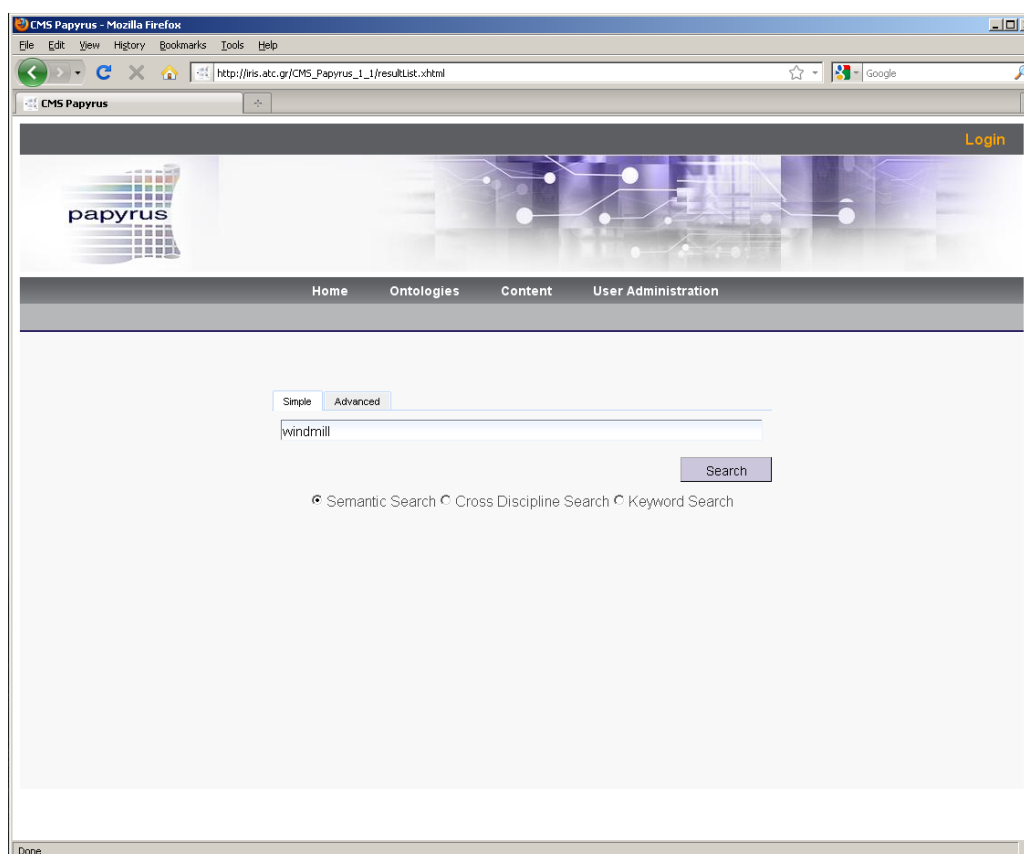 CMS Papyrus - Mozilla Firefox
File Edit View History Bookmarks Tools Help
http://iris.atc.gr/CMS_Papyrus_1_1/resultList.xhtml Google
CMS Papyrus
Login
papyrus
Home Ontologies Content User Administration
Simple Advanced
windmill
Search
Semantic Search Cross Discipline Search Keyword Search
Done